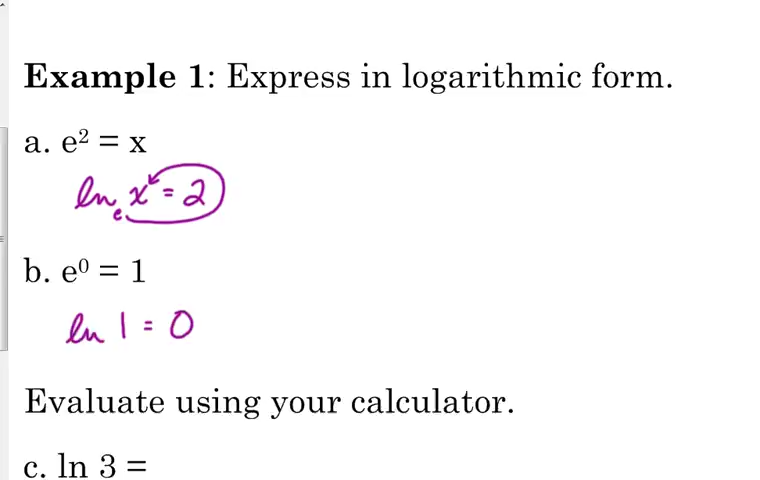 Example 1: Express in logarithmic form.
a. e² = x
lnₑ x = 2
b. e⁰ = 1
ln 1 = 0
Evaluate using your calculator.
c. ln 3 =